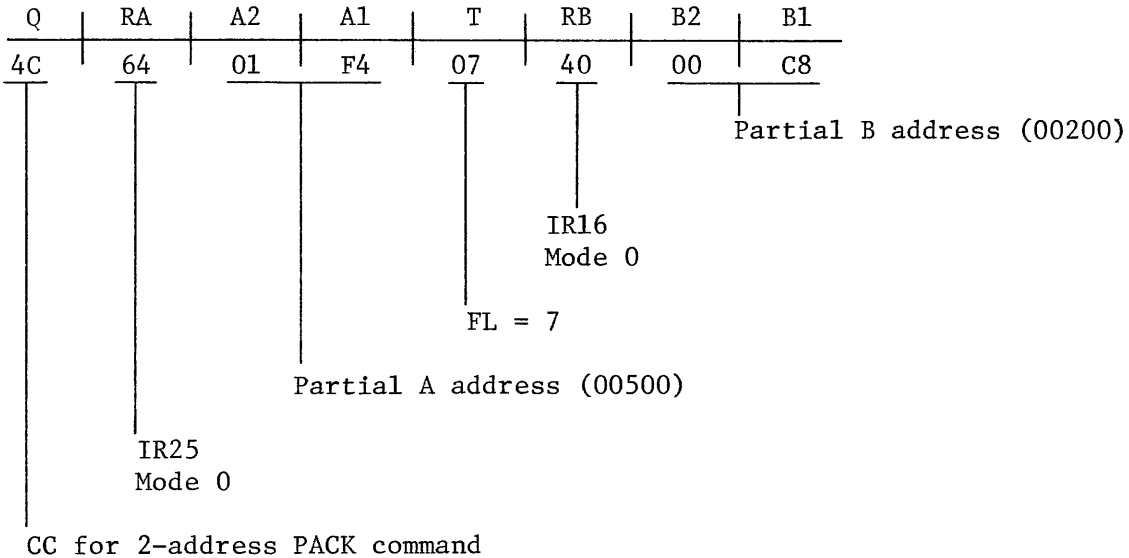 Q RA A2 A1 T RB B2 B1
4C 64 01 F4 07 40 00 C8
Partial B address (00200)
IR16
Mode 0
FL = 7
Partial A address (00500)
IR25
Mode 0
CC for 2-address PACK command